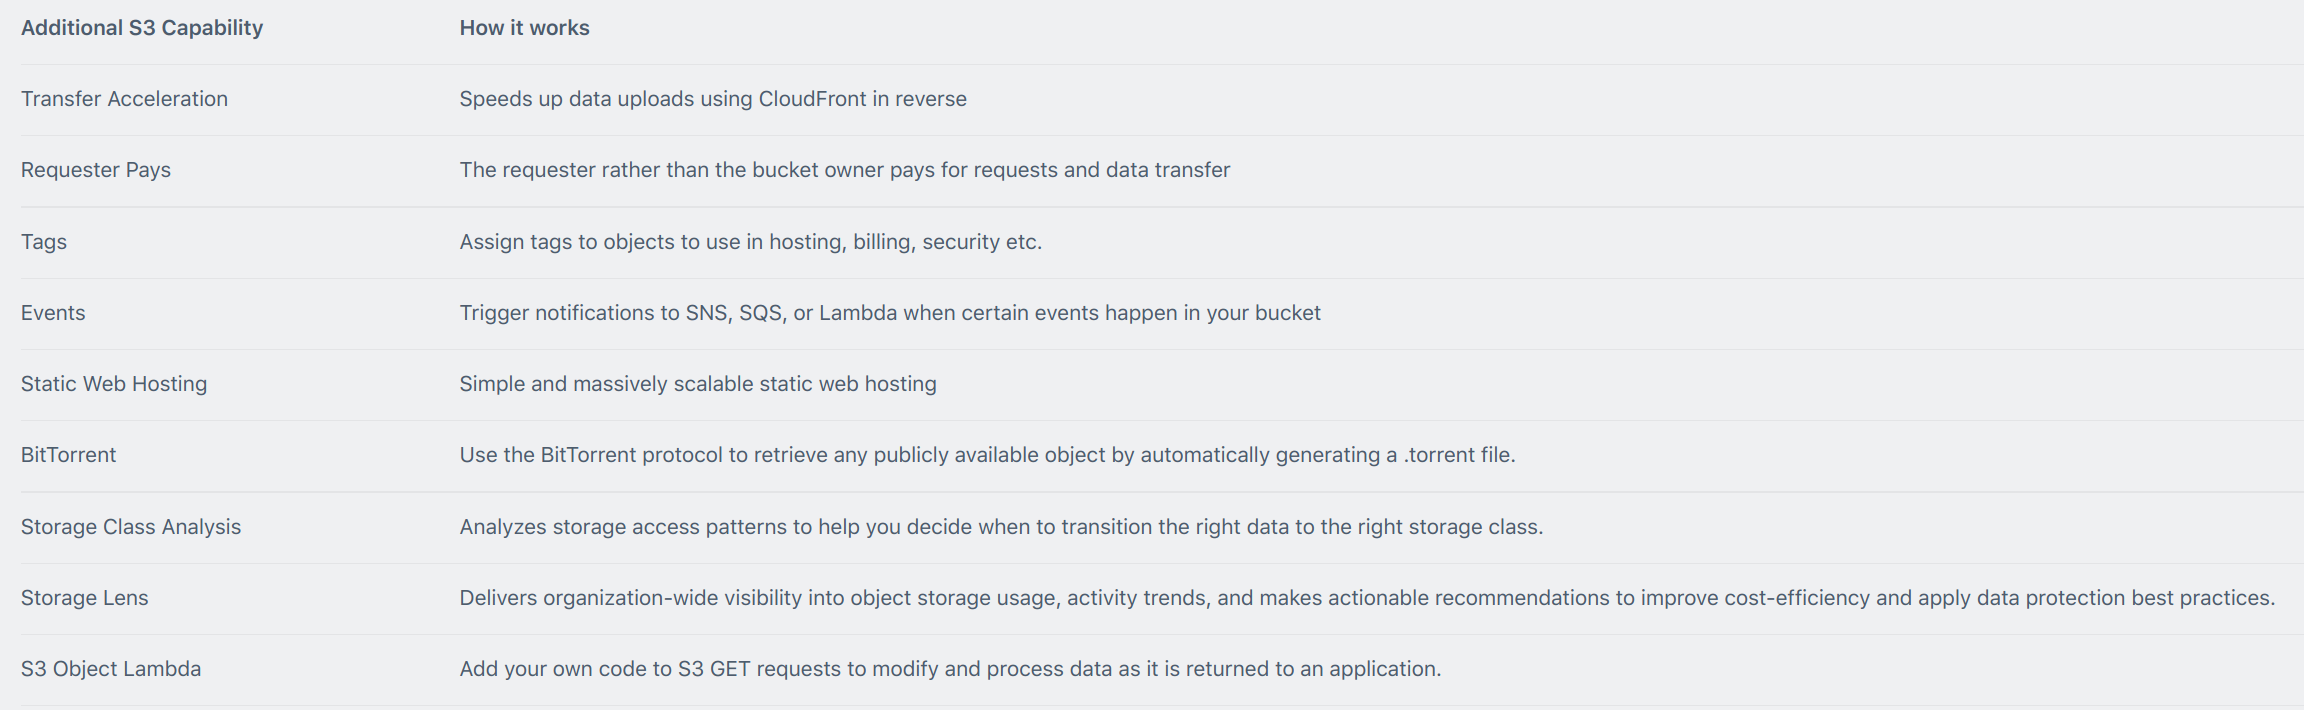 Additional S3 Capability How it works
Transfer Acceleration Speeds up data uploads using CloudFront in reverse
Requester Pays The requester rather than the bucket owner pays for requests and data transfer
Tags Assign tags to objects to use in hosting, billing, security etc.
Events Trigger notifications to SNS, SQS, or Lambda when certain events happen in your bucket
Static Web Hosting Simple and massively scalable static web hosting
BitTorrent Use the BitTorrent protocol to retrieve any publicly available object by automatically generating a .torrent file.
Storage Class Analysis Analyzes storage access patterns to help you decide when to transition the right data to the right storage class.
Storage Lens Delivers organization-wide visibility into object storage usage, activity trends, and makes actionable recommendations to improve cost-efficiency and apply data protection best practices.
S3 Object Lambda Add your own code to S3 GET requests to modify and process data as it is returned to an application.